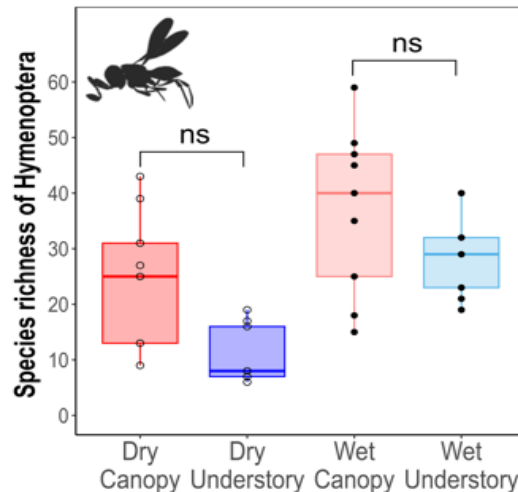 Species richness of Hymenoptera
60
50
40
30
20
10
0
ns
ns
Dry Canopy
Dry Understory
Wet Canopy
Wet Understory